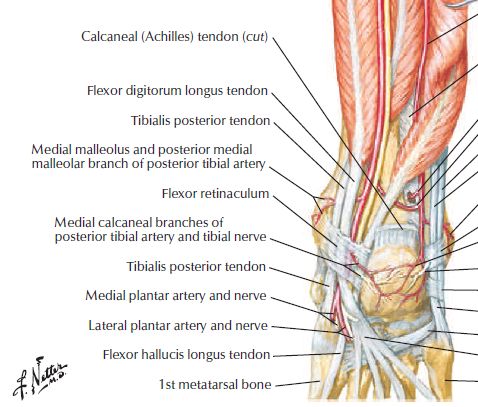 Calcaneal (Achilles) tendon (cut)
Flexor digitorum longus tendon
Tibialis posterior tendon
Medial malleolus and posterior medial
malleolar branch of posterior tibial artery
Flexor retinaculum
Medial calcaneal branches of
posterior tibial artery and tibial nerve
Tibialis posterior tendon
Medial plantar artery and nerve
Lateral plantar artery and nerve
Flexor hallucis longus tendon
1st metatarsal bone
F. Netter
M.D.